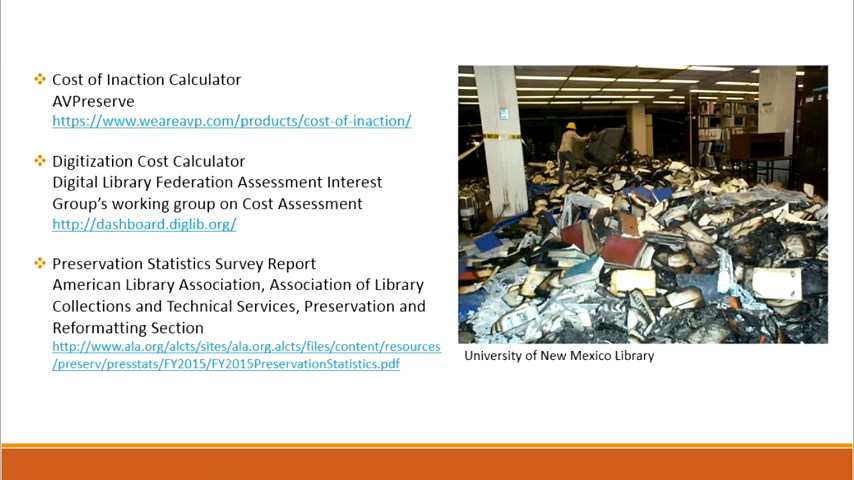 Cost of Inaction Calculator
AVPreserve
https://www.weareavp.com/products/cost-of-inaction/
Digitization Cost Calculator
Digital Library Federation Assessment Interest
Group's working group on Cost Assessment
http://dashboard.diglib.org/
Preservation Statistics Survey Report
American Library Association, Association of Library
Collections and Technical Services, Preservation and
Reformatting Section
http://www.ala.org/alcts/sites/ala.org.alcts/files/content/resources
/preserv/presstats/FY2015/FY2015PreservationStatistics.pdf
University of New Mexico Library